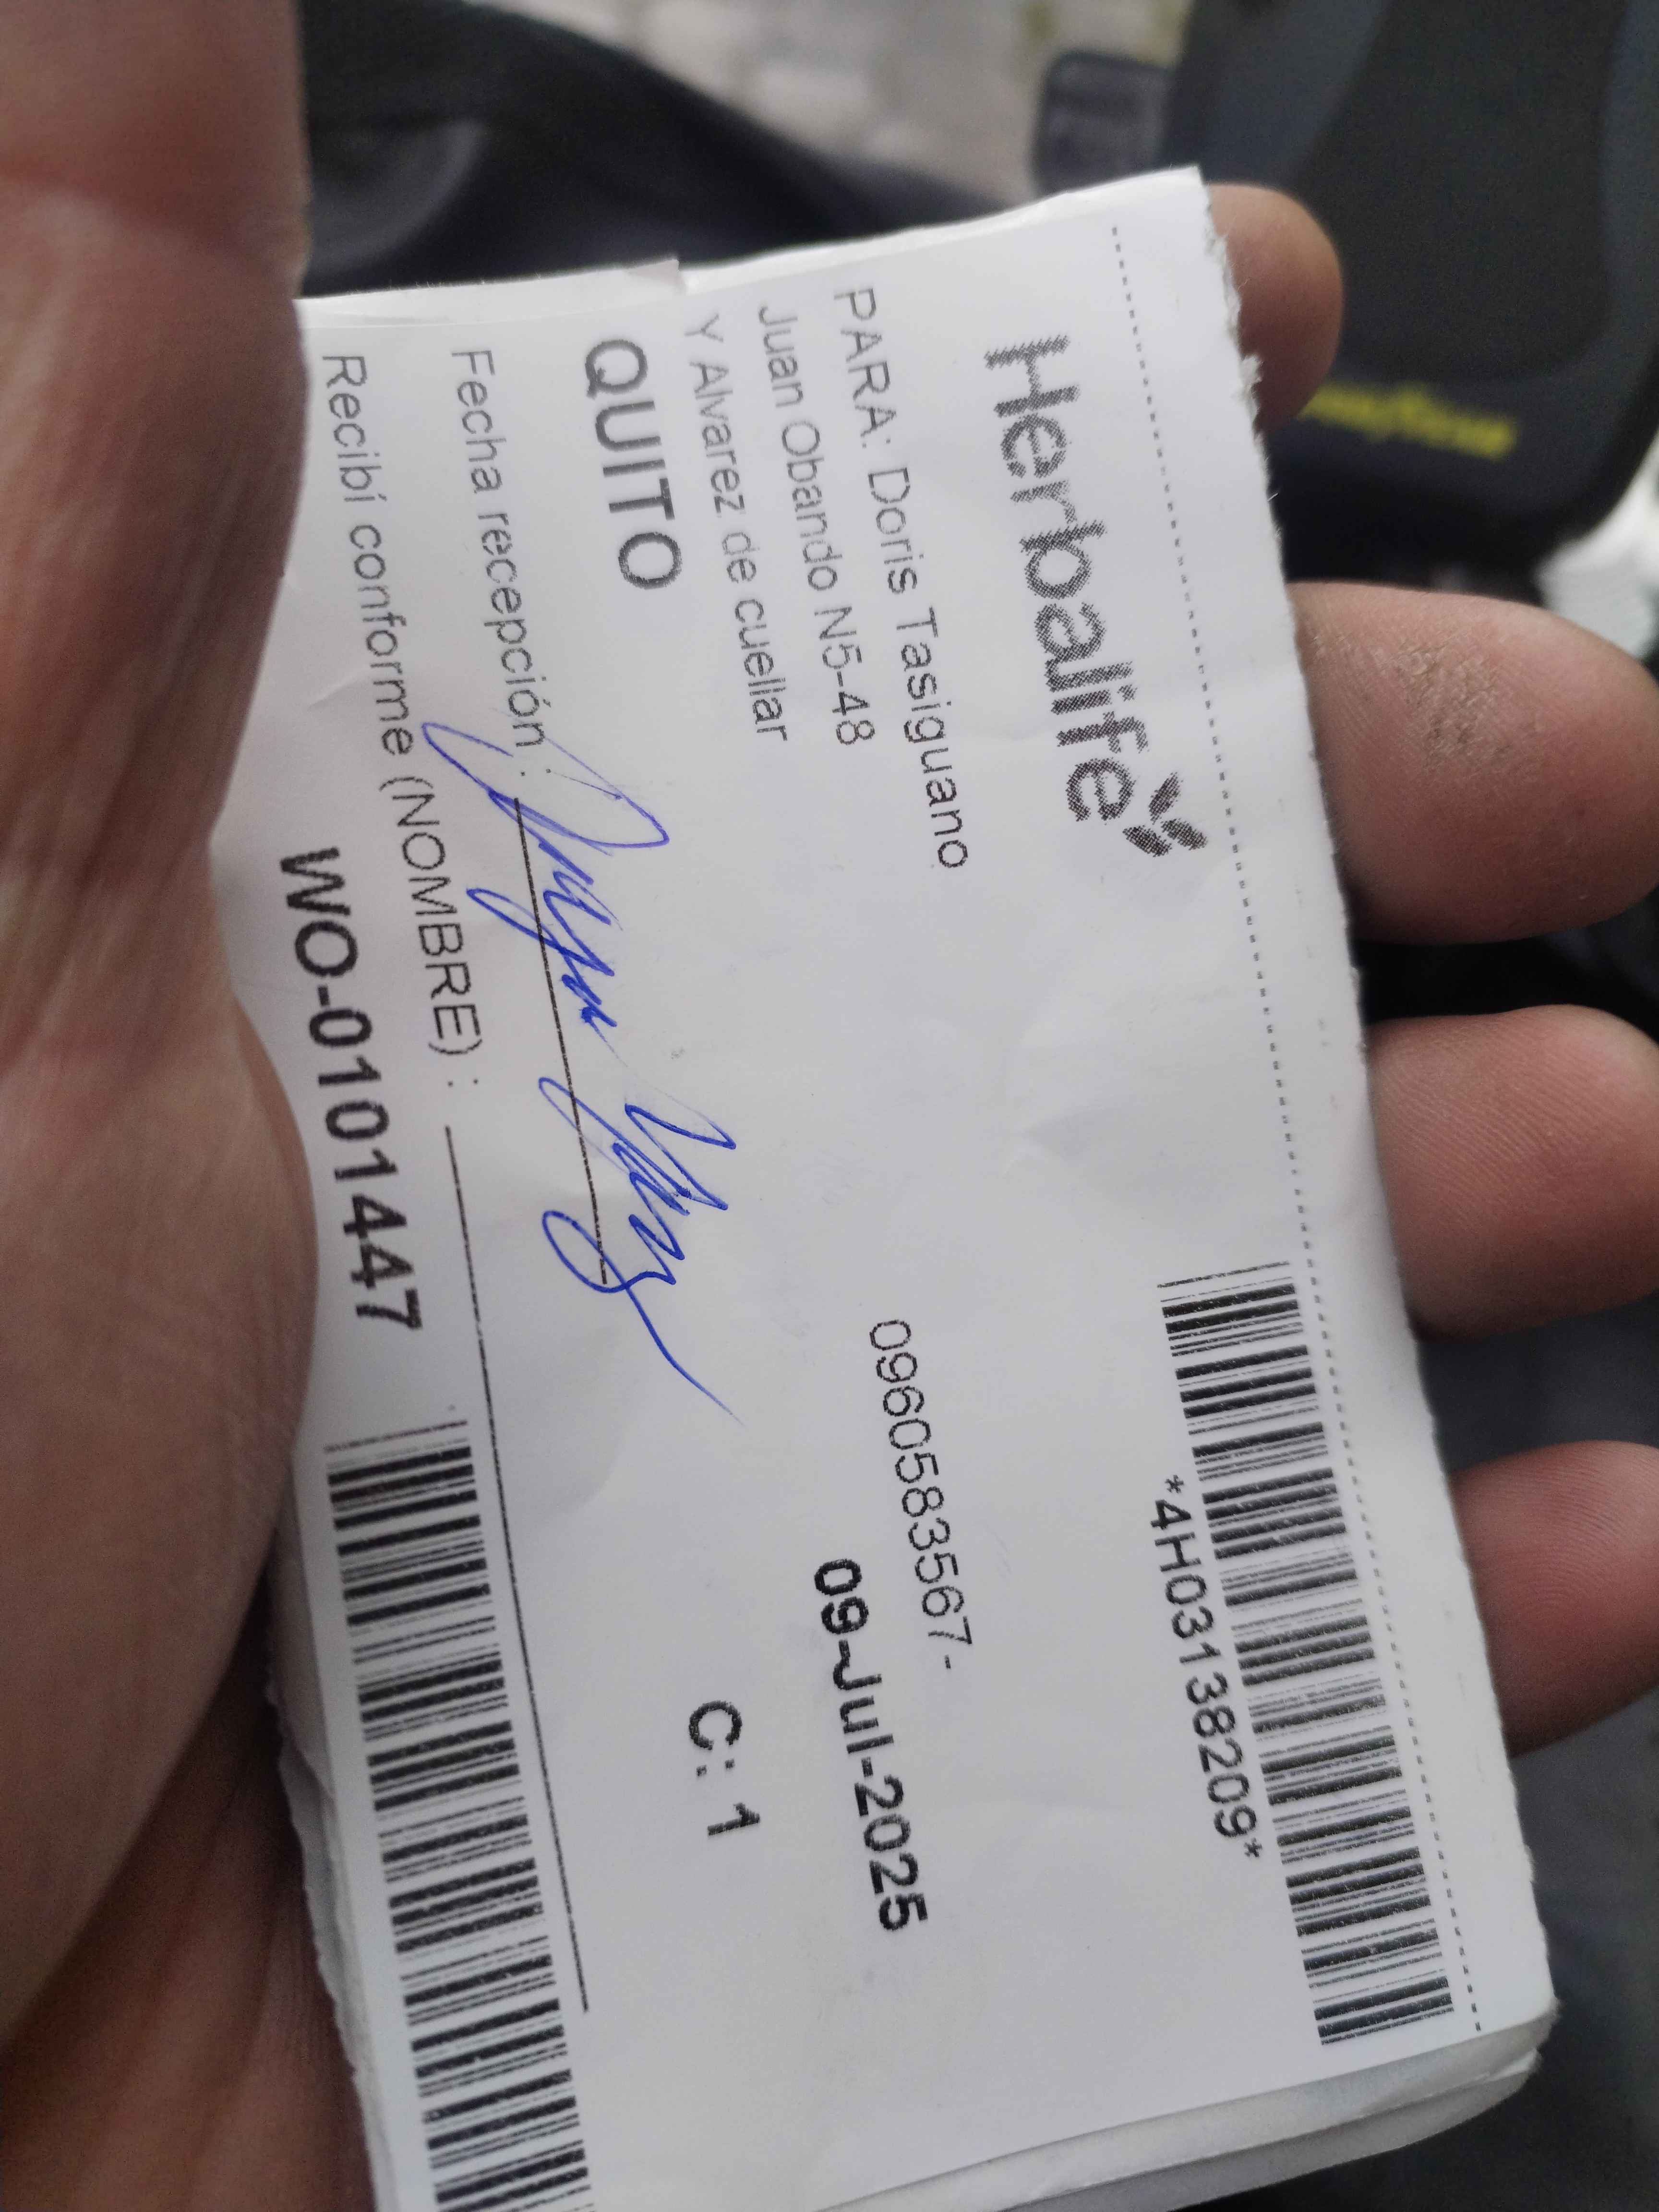 Herbalife
*4H03138209*
PARA: Doris Tasiguano
0960583567-
Juan Obando N5-48
09-Jul-2025
Y Alvarez de cuellar
C: 1
QUITO
Fecha recepción :
Recibí conforme (NOMBRE) :
WO-0101447